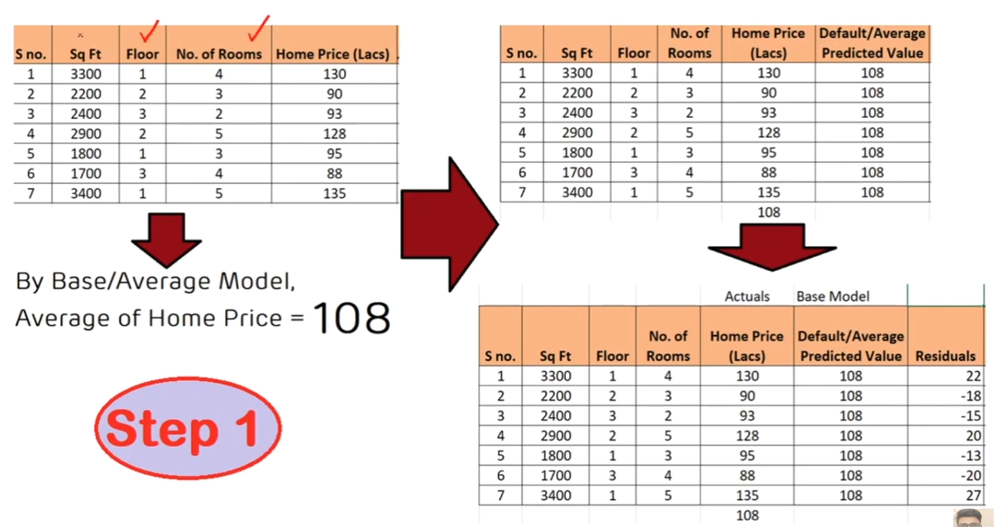 S no. Sq Ft Floor No. of Rooms Home Price (Lacs)
1 3300 1 4 130
2 2200 2 3 90
3 2400 3 2 93
4 2900 2 5 128
5 1800 1 3 95
6 1700 3 4 88
7 3400 1 5 135
By Base/Average Model,
Average of Home Price = 108
Step 1
No. of Home Price Default/Average
S no. Sq Ft Floor Rooms (Lacs) Predicted Value
1 3300 1 4 130 108
2 2200 2 3 90 108
3 2400 3 2 93 108
4 2900 2 5 128 108
5 1800 1 3 95 108
6 1700 3 4 88 108
7 3400 1 5 135 108
108
Actuals Base Model
No. of Home Price Default/Average
S no. Sq Ft Floor Rooms (Lacs) Predicted Value Residuals
1 3300 1 4 130 108 22
2 2200 2 3 90 108 -18
3 2400 3 2 93 108 -15
4 2900 2 5 128 108 20
5 1800 1 3 95 108 -13
6 1700 3 4 88 108 -20
7 3400 1 5 135 108 27
108